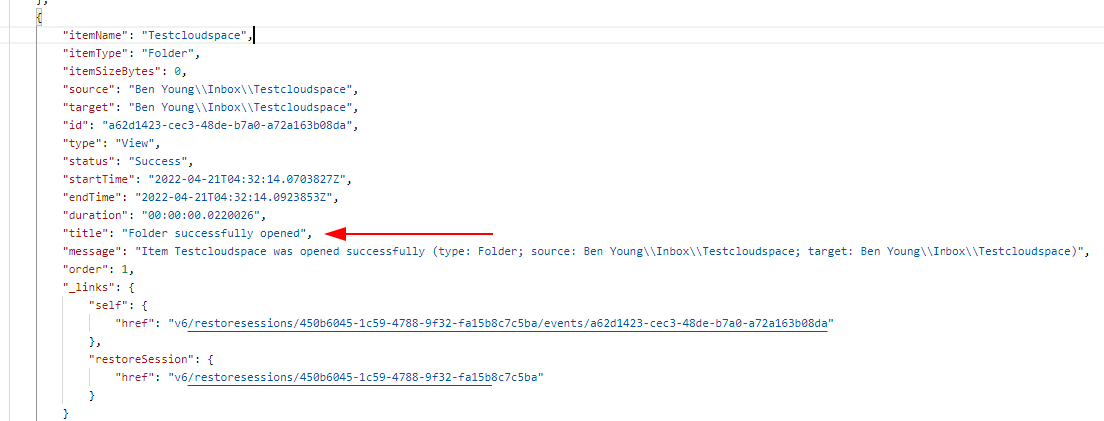 },
{
"itemName": "Testcloudspace",
"itemType": "Folder",
"itemSizeBytes": 0,
"source": "Ben Young\\Inbox\\Testcloudspace",
"target": "Ben Young\\Inbox\\Testcloudspace",
"id": "a62d1423-cec3-48de-b7a0-a72a163b08da",
"type": "View",
"status": "Success",
"startTime": "2022-04-21T04:32:14.0703827Z",
"endTime": "2022-04-21T04:32:14.0923853Z",
"duration": "00:00:00.0220026",
"title": "Folder successfully opened",
"message": "Item Testcloudspace was opened successfully (type: Folder; source: Ben Young\\Inbox\\Testcloudspace; target: Ben Young\\Inbox\\Testcloudspace)",
"order": 1,
"_links": {
"self": {
"href": "v6/restoresessions/450b6045-1c59-4788-9f32-fa15b8c7c5ba/events/a62d1423-cec3-48de-b7a0-a72a163b08da"
},
"restoreSession": {
"href": "v6/restoresessions/450b6045-1c59-4788-9f32-fa15b8c7c5ba"
}
}